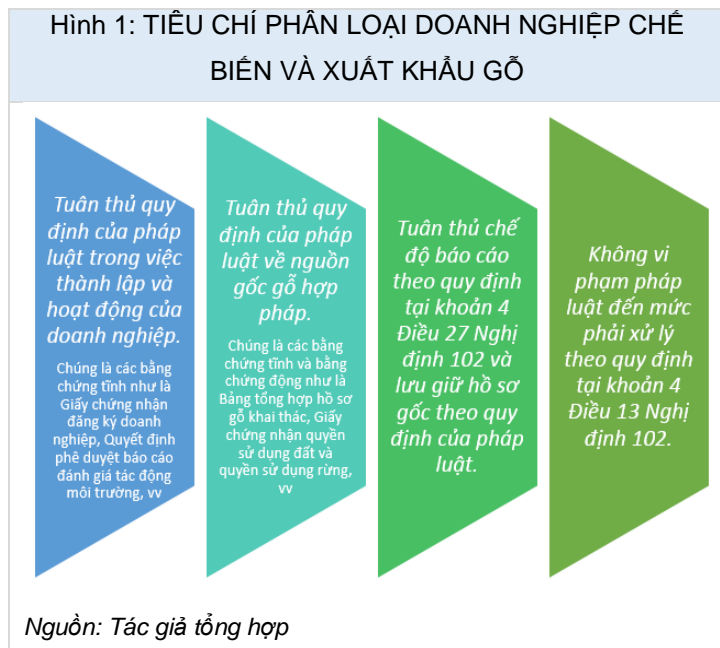 Hình 1: TIÊU CHÍ PHÂN LOẠI DOANH NGHIỆP CHẾ
BIẾN VÀ XUẤT KHẨU GỖ
Tuân thủ quy
định của pháp
luật trong việc
thành lập và
hoạt động của
doanh nghiệp.
Chúng là các bằng
chứng tĩnh như là
Giấy chứng nhận
đăng ký doanh
nghiệp, Quyết định
phê duyệt báo cáo
đánh giá tác động
môi trường, vv
Tuân thủ quy
định của pháp
luật về nguồn
gốc gỗ hợp
pháp.
Chúng là các bằng
chứng tĩnh và bằng
chứng động như là
Bảng tổng hợp hồ sơ
gỗ khai thác, Giấy
chứng nhận quyền
sử dụng đất và
quyền sử dụng rừng,
vv
Tuân thủ chế
độ báo cáo
theo quy định
tại khoản 4
Điều 27 Nghị
định 102 và
lưu giữ hồ sơ
gốc theo quy
định của pháp
luật.
Không vi
phạm pháp
luật đến mức
phải xử lý
theo quy định
tại khoản 4
Điều 13 Nghị
định 102.
Nguồn: Tác giả tổng hợp